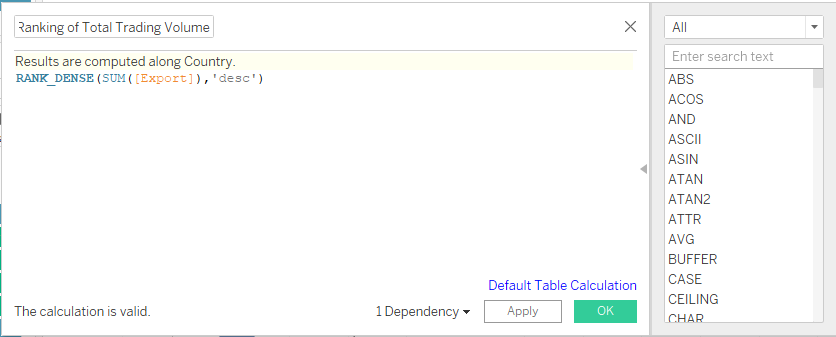 Ranking of Total Trading Volume
Results are computed along Country.
RANK_DENSE(SUM([Export]),'desc')
Default Table Calculation
The calculation is valid.
1 Dependency
Apply
OK
All
Enter search text
ABS
ACOS
AND
ASCII
ASIN
ATAN
ATAN2
ATTR
AVG
BUFFER
CASE
CEILING
CHAR